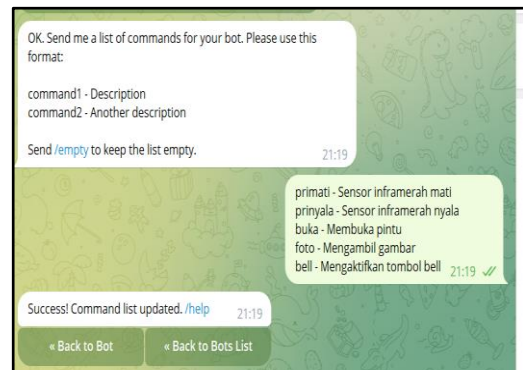 OK. Send me a list of commands for your bot. Please use this
format:
command1 - Description
command2 - Another description
Send /empty to keep the list empty.
21:19
primati - Sensor inframerah mati
prinyala - Sensor inframerah nyala
buka - Membuka pintu
foto - Mengambil gambar
bell - Mengaktifkan tombol bell 21:19
Success! Command list updated. /help 21:19
« Back to Bot « Back to Bots List